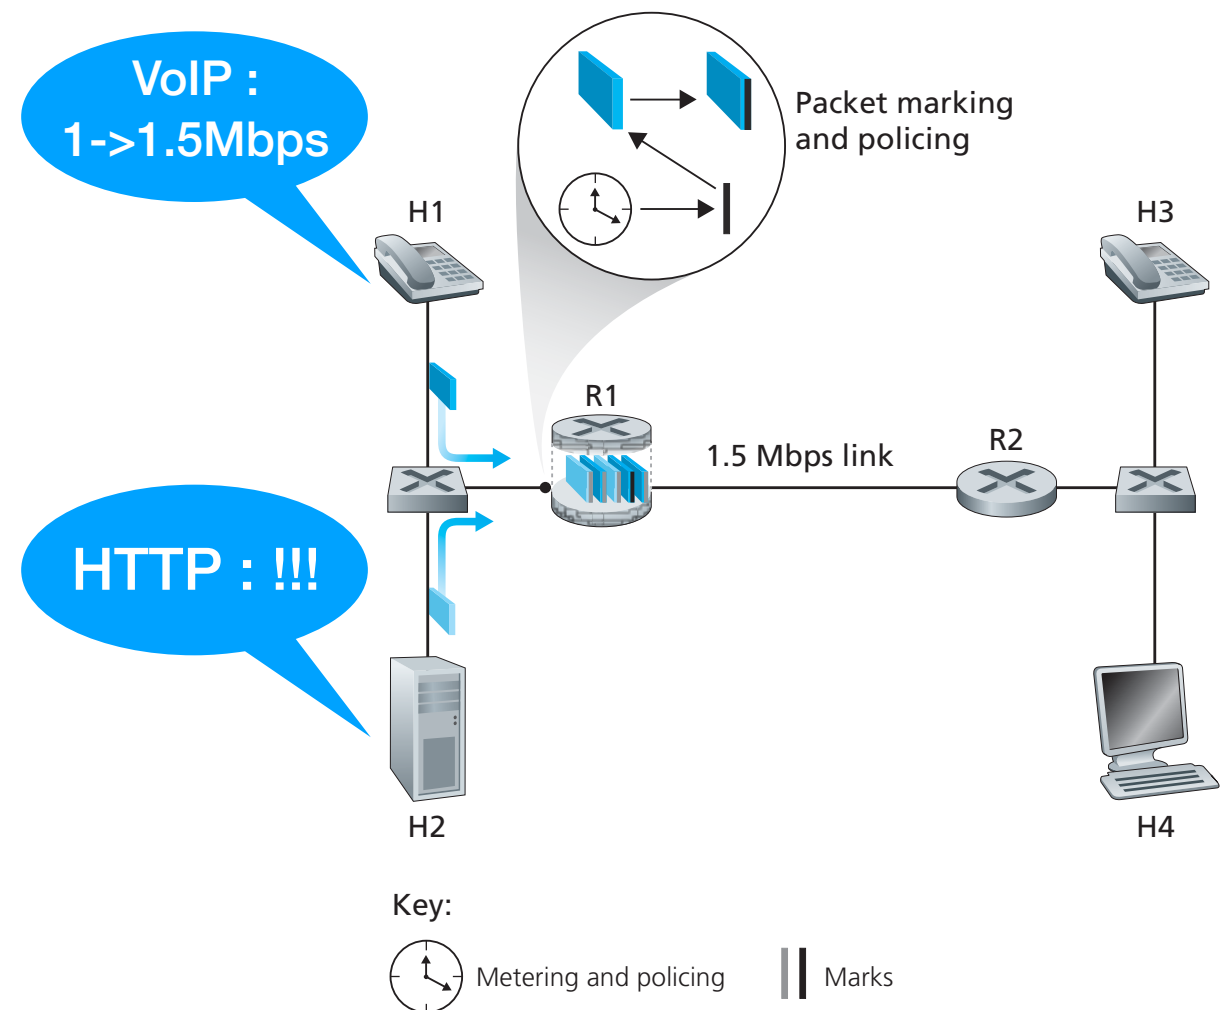 VoIP :
1->1.5Mbps
Packet marking
and policing
H1
H3
R1
1.5 Mbps link
R2
HTTP : !!!
H2
H4
Key:
Metering and policing
Marks